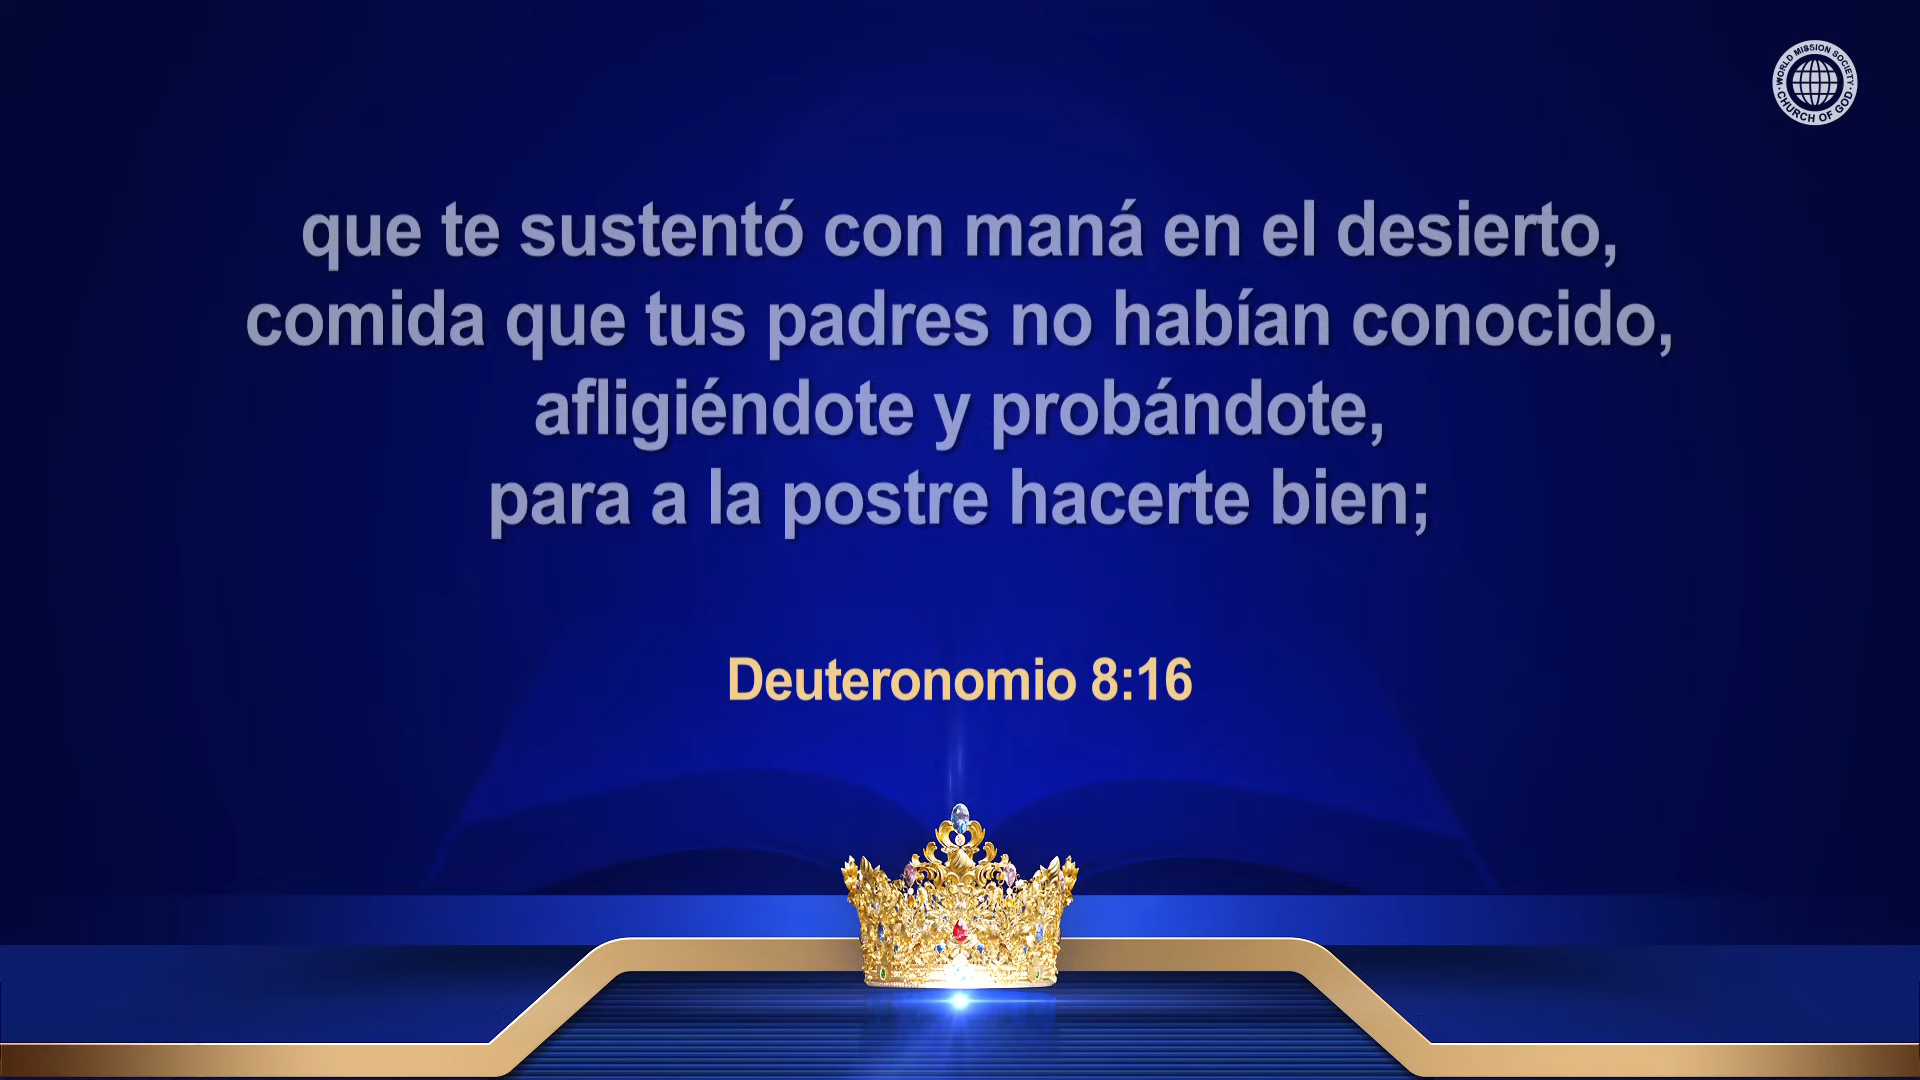 WORLD MISSION SOCIETY
CHURCH OF GOD
que te sustentó con maná en el desierto,
comida que tus padres no habían conocido,
afligiéndote y probándote,
para a la postre hacerte bien;
Deuteronomio 8:16